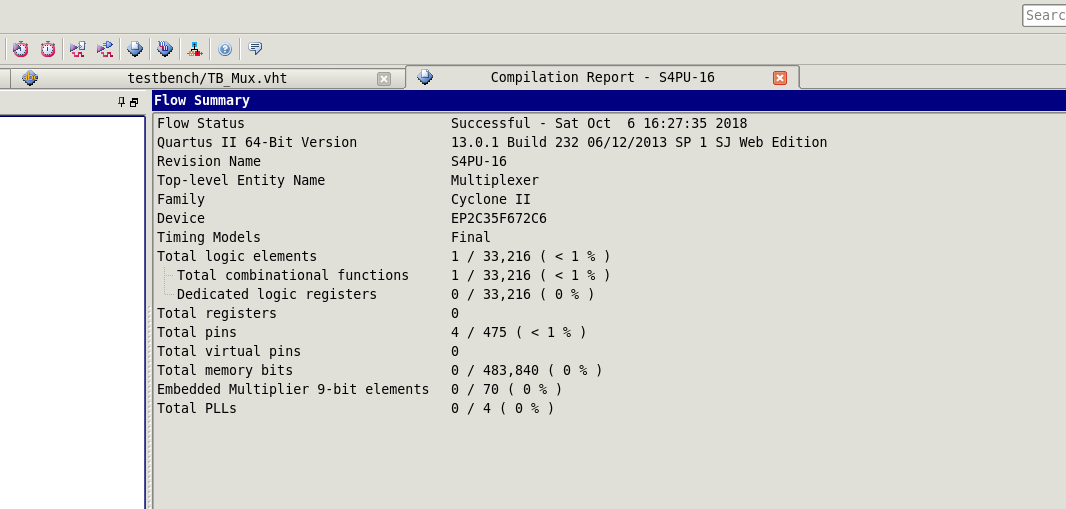 Searc
testbench/TB_Mux.vht
Compilation Report - S4PU-16
Flow Summary
Flow Status Successful - Sat Oct  6 16:27:35 2018
Quartus II 64-Bit Version 13.0.1 Build 232 06/12/2013 SP 1 SJ Web Edition
Revision Name S4PU-16
Top-level Entity Name Multiplexer
Family Cyclone II
Device EP2C35F672C6
Timing Models Final
Total logic elements 1 / 33,216 ( < 1 % )
Total combinational functions 1 / 33,216 ( < 1 % )
Dedicated logic registers 0 / 33,216 ( 0 % )
Total registers 0
Total pins 4 / 475 ( < 1 % )
Total virtual pins 0
Total memory bits 0 / 483,840 ( 0 % )
Embedded Multiplier 9-bit elements 0 / 70 ( 0 % )
Total PLLs 0 / 4 ( 0 % )